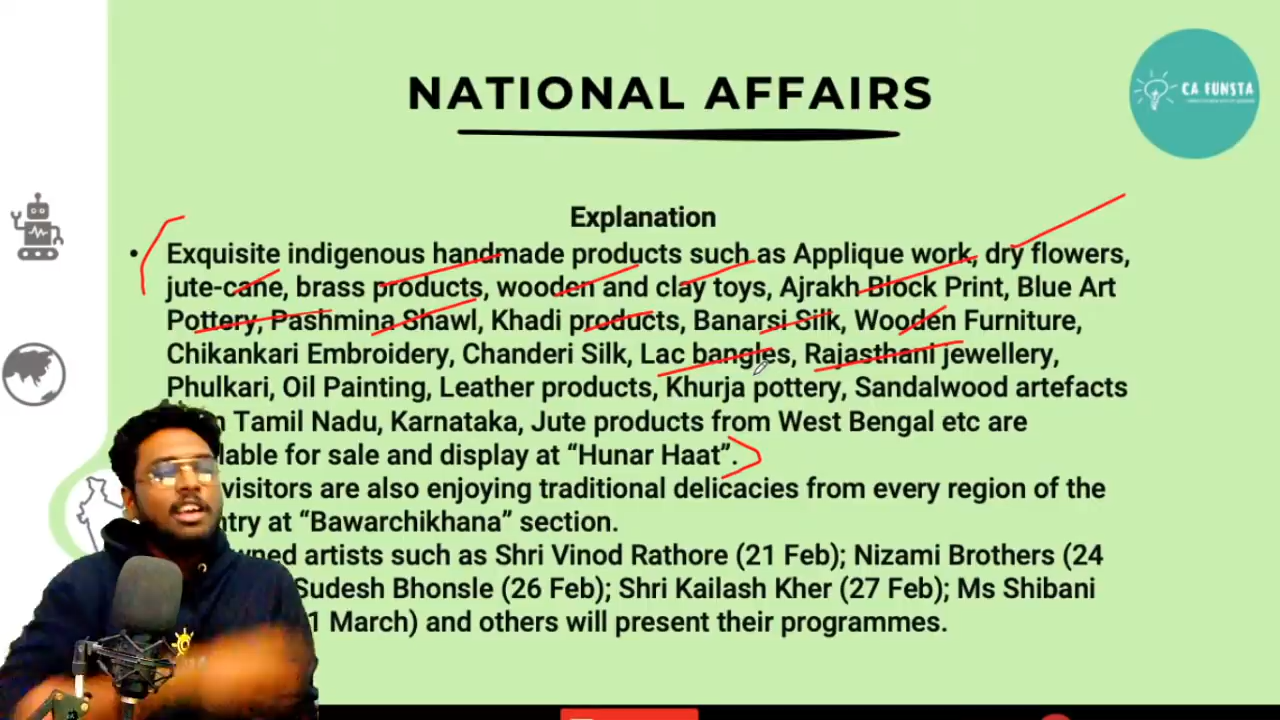 NATIONAL AFFAIRS
CA FUNSTA
Explanation
• Exquisite indigenous handmade products such as Applique work, dry flowers,
jute-cane, brass products, wooden and clay toys, Ajrakh Block Print, Blue Art
Pottery, Pashmina Shawl, Khadi products, Banarsi Silk, Wooden Furniture,
Chikankari Embroidery, Chanderi Silk, Lac bangles, Rajasthani jewellery,
Phulkari, Oil Painting, Leather products, Khurja pottery, Sandalwood artefacts
Tamil Nadu, Karnataka, Jute products from West Bengal etc are
for sale and display at “Hunar Haat”.
visitors are also enjoying traditional delicacies from every region of the
at “Bawarchikhana” section.
artists such as Shri Vinod Rathore (21 Feb); Nizami Brothers (24
Sudesh Bhonsle (26 Feb); Shri Kailash Kher (27 Feb); Ms Shibani
1 March) and others will present their programmes.